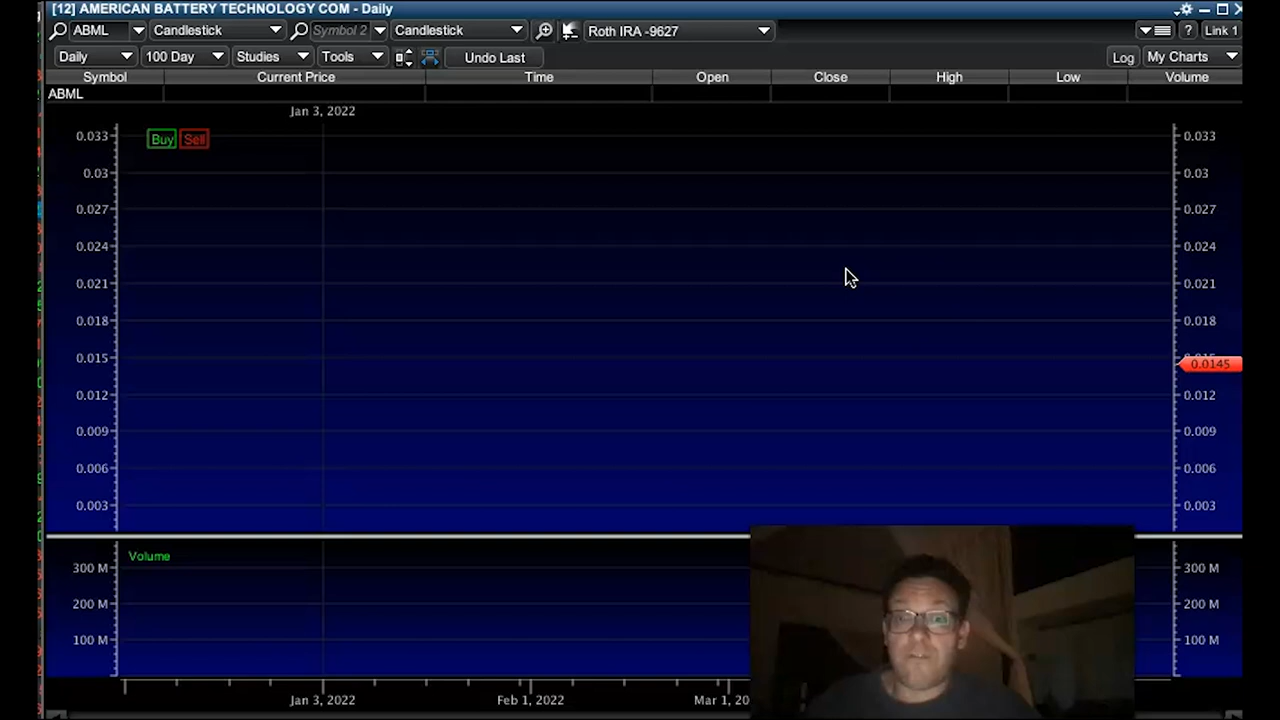 [12] AMERICAN BATTERY TECHNOLOGY COM - Daily
ABML Candlestick Symbol 2 Candlestick Roth IRA -9627 ? Link 1
Daily 100 Day Studies Tools Undo Last Log My Charts
Symbol Current Price Time Open Close High Low Volume
ABML
Jan 3, 2022
Buy Sell
0.033 0.033
0.03 0.03
0.027 0.027
0.024 0.024
0.021 0.021
0.018 0.018
0.015
0.0145
0.012 0.012
0.009 0.009
0.006 0.006
0.003 0.003
Volume
300 M 300 M
200 M 200 M
100 M 100 M
Jan 3, 2022 Feb 1, 2022 Mar 1, 20